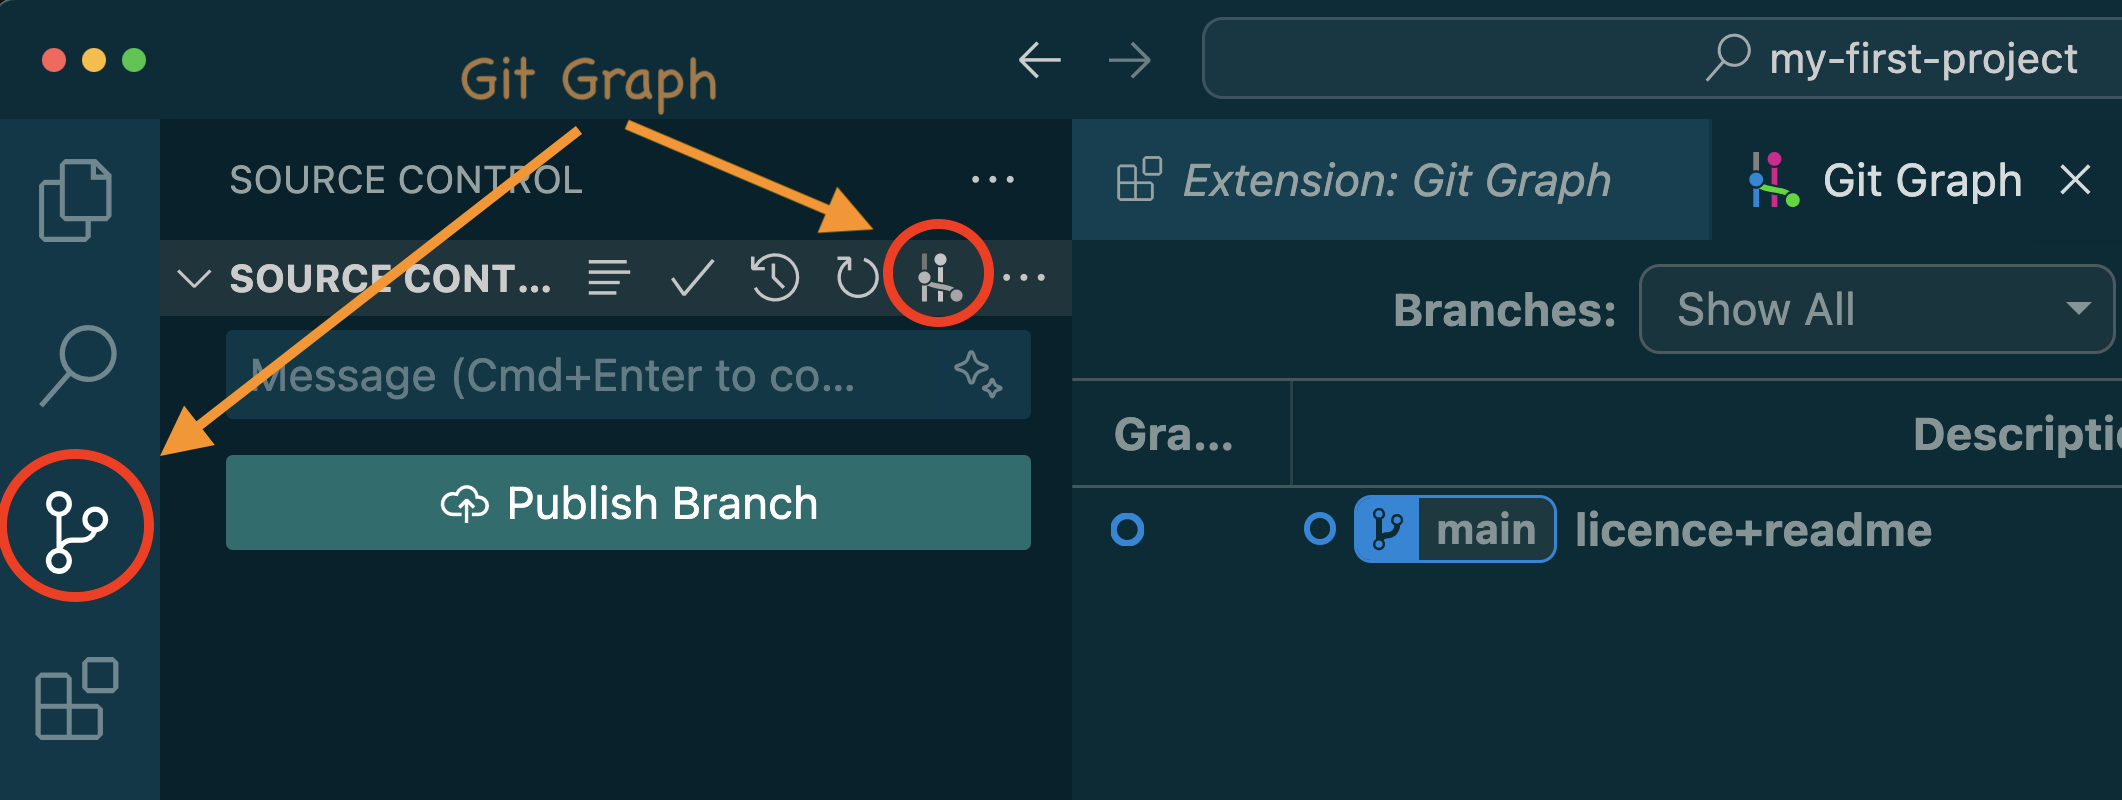 Git Graph
my-first-project
SOURCE CONTROL
Extension: Git Graph
Git Graph
SOURCE CONT...
Branches:
Show All
Message (Cmd+Enter to co...
Gra...
Descriptio
Publish Branch
main
licence+readme